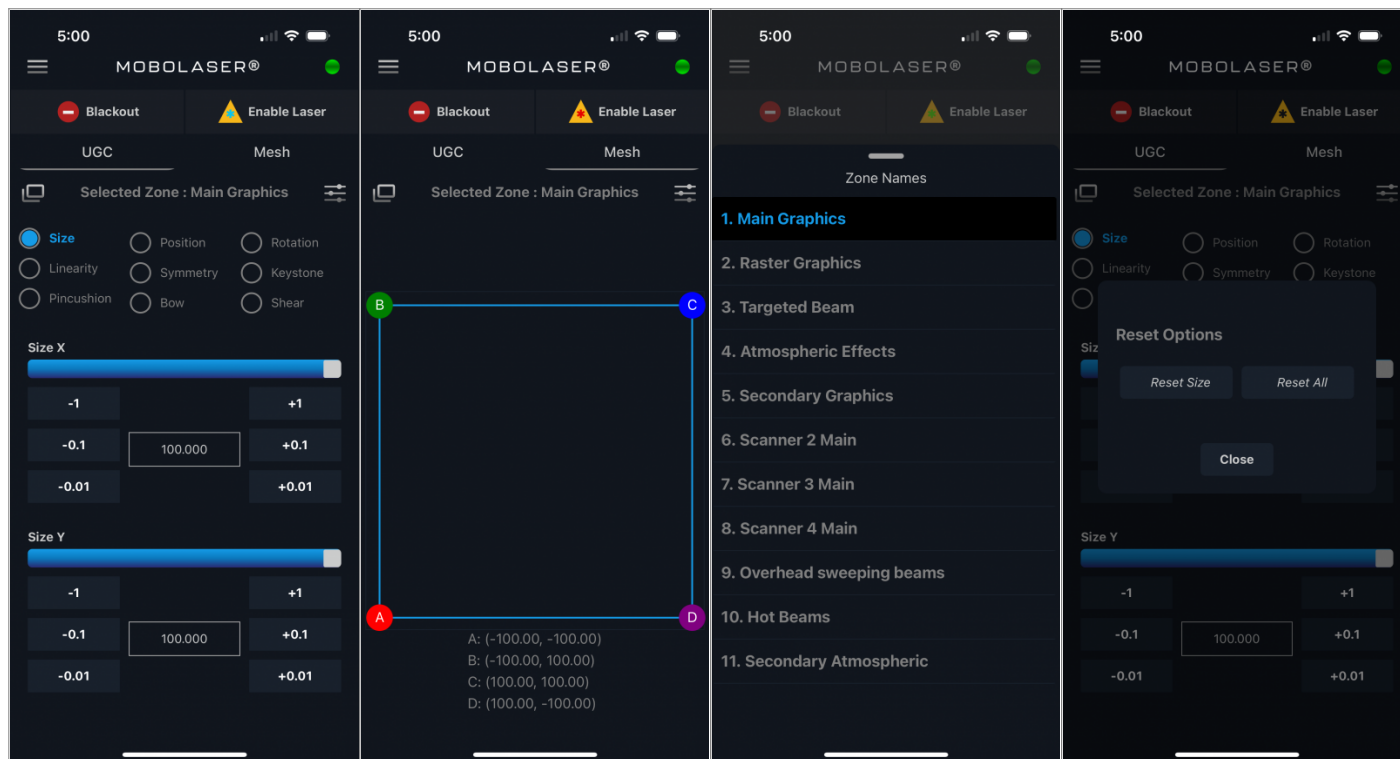 5:00
MOBOLASER®
Blackout
Enable Laser
UGC
Mesh
Selected Zone : Main Graphics
Size
Position
Rotation
Linearity
Symmetry
Keystone
Pincushion
Bow
Shear
Size X
-1
+1
-0.1
100.000
+0.1
-0.01
+0.01
Size Y
-1
+1
-0.1
100.000
+0.1
-0.01
+0.01
5:00
MOBOLASER®
Blackout
Enable Laser
UGC
Mesh
Selected Zone : Main Graphics
B
C
A
D
A: (-100.00, -100.00)
B: (-100.00, 100.00)
C: (100.00, 100.00)
D: (100.00, -100.00)
5:00
MOBOLASER®
Blackout
Enable Laser
Zone Names
1. Main Graphics
2. Raster Graphics
3. Targeted Beam
4. Atmospheric Effects
5. Secondary Graphics
6. Scanner 2 Main
7. Scanner 3 Main
8. Scanner 4 Main
9. Overhead sweeping beams
10. Hot Beams
11. Secondary Atmospheric
5:00
MOBOLASER®
Blackout
Enable Laser
UGC
Mesh
Selected Zone : Main Graphics
Size
Position
Rotation
Linearity
Symmetry
Keystone
Reset Options
Siz
Reset Size
Reset All
Close
Size Y
-1
+1
-0.1
100.000
+0.1
-0.01
+0.01